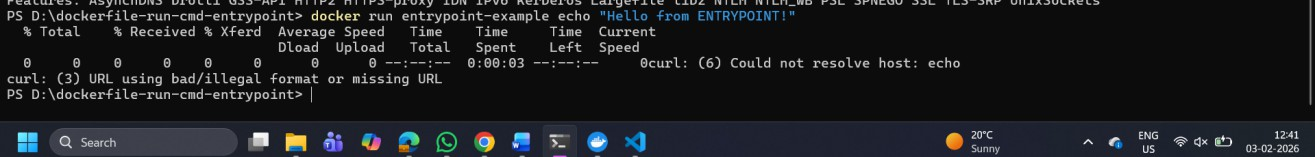 Features: AsynchDNS brotli GSS-API HTTP2 HTTPS-proxy IDN IPv6 Kerberos Largefile libz NTLM NTLM_WB PSL SPNEGO SSL TLS-SRP UnixSockets
PS D:\dockerfile-run-cmd-entrypoint> docker run entrypoint-example echo "Hello from ENTRYPOINT!"
  % Total    % Received % Xferd  Average Speed   Time    Time     Time  Current
                                 Dload  Upload   Total   Spent    Left  Speed
  0     0    0     0    0     0      0      0 --:--:--  0:00:03 --:--:--     0curl: (6) Could not resolve host: echo
curl: (3) URL using bad/illegal format or missing URL
PS D:\dockerfile-run-cmd-entrypoint>
Search
20°C
Sunny
ENG
US
12:41
03-02-2026